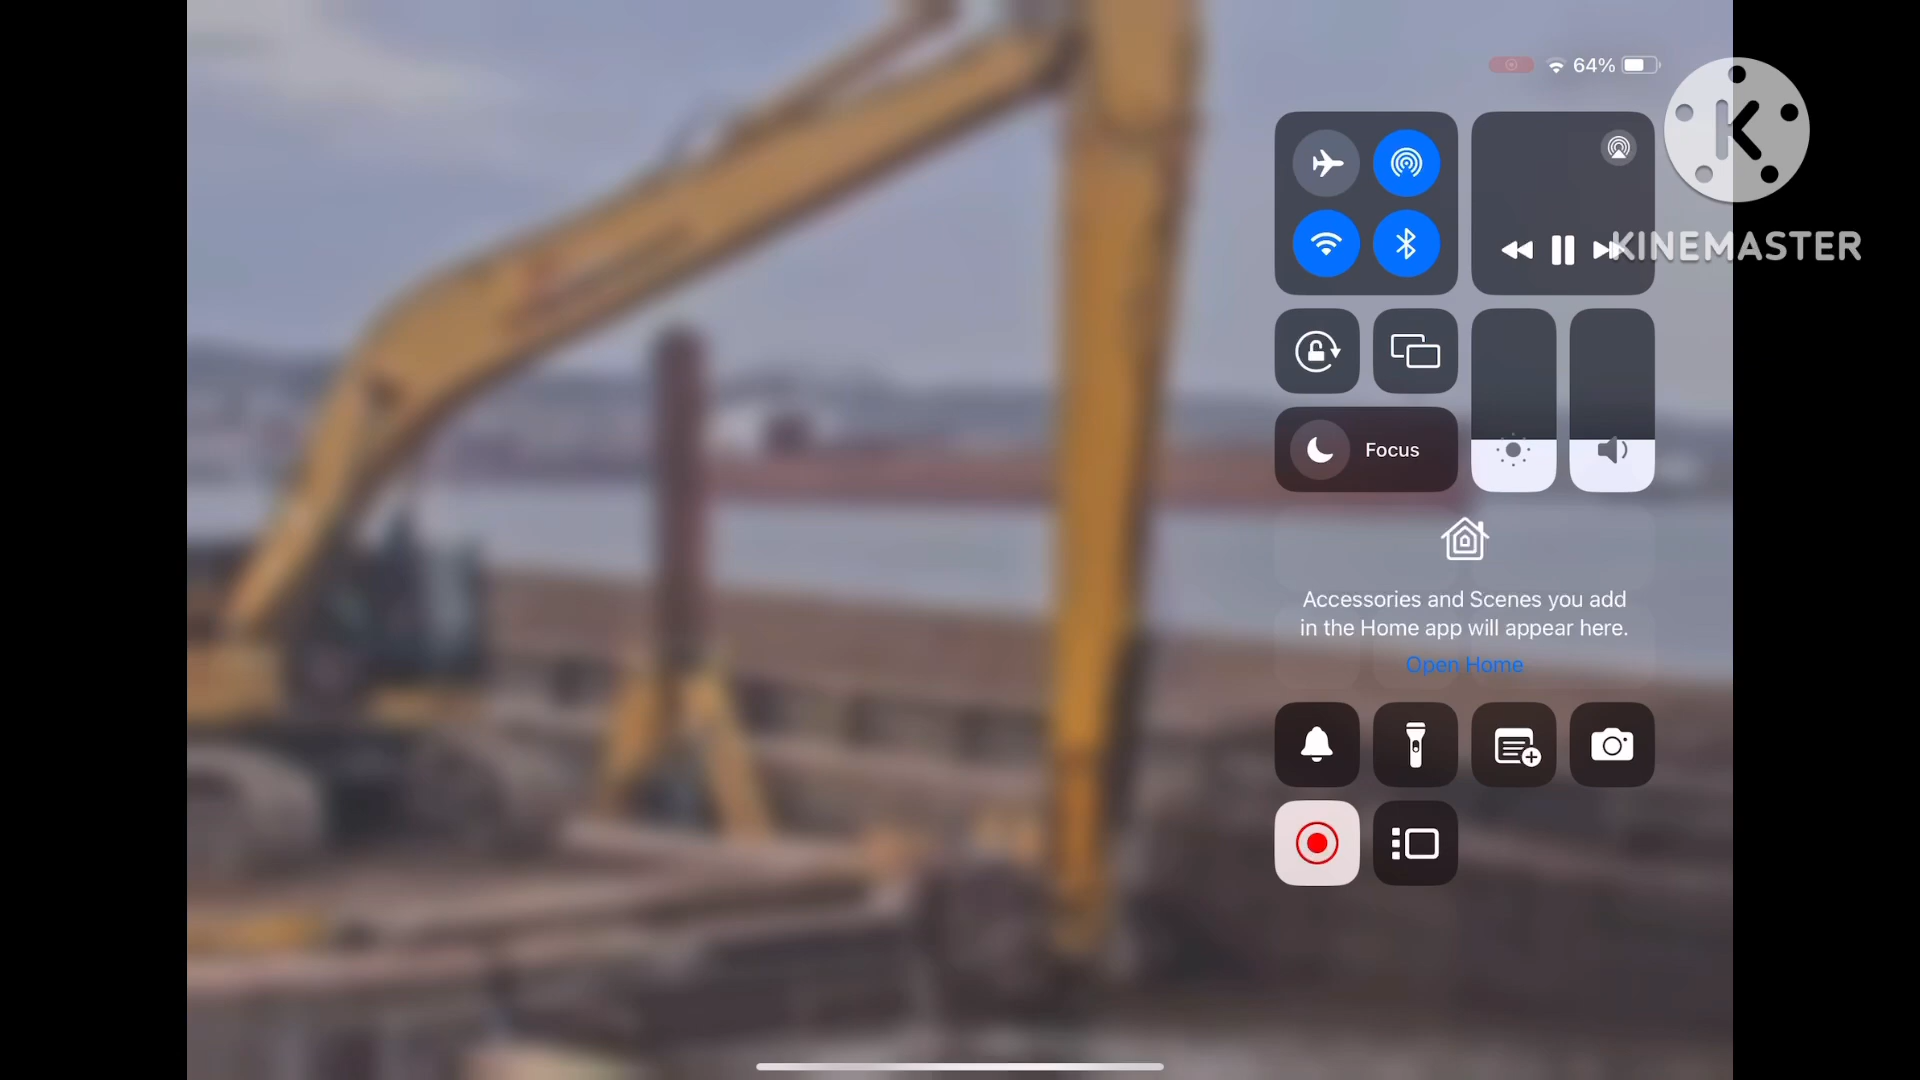 64%
K
KINEMASTER
Focus
Accessories and Scenes you add
in the Home app will appear here.
Open Home